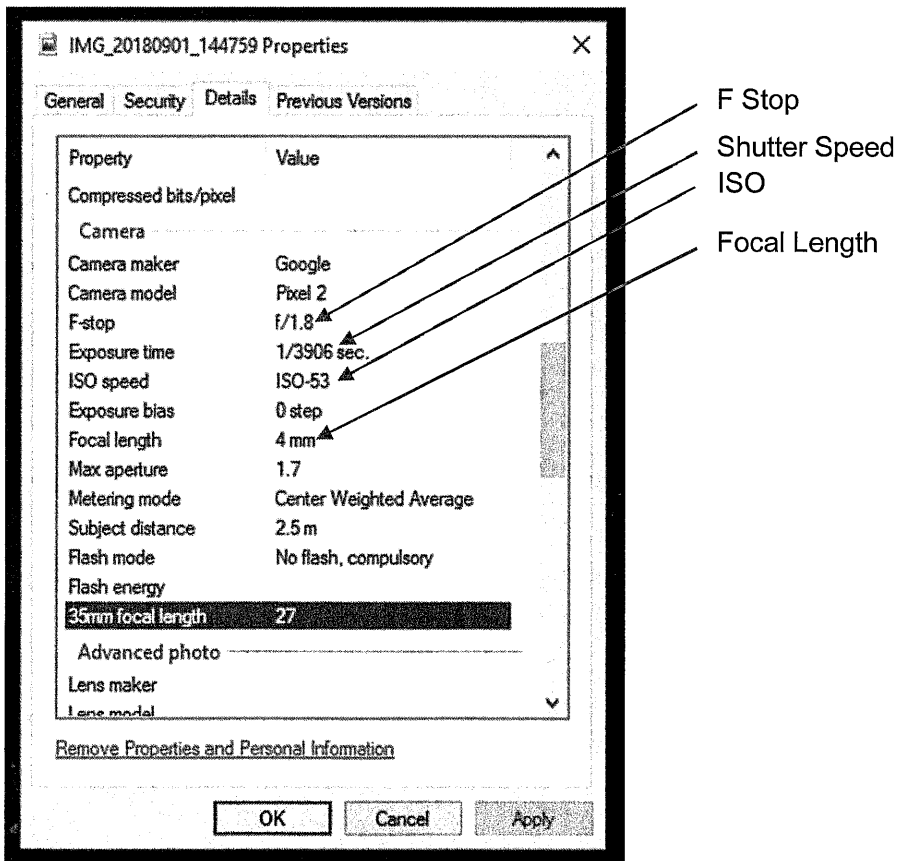 IMG_20180901_144759 Properties
General Security Details Previous Versions
Property Value
Compressed bits/pixel
Camera
Camera maker Google
Camera model Pixel 2
F-stop f/1.8
Exposure time 1/3906 sec.
ISO speed ISO-53
Exposure bias 0 step
Focal length 4 mm
Max aperture 1.7
Metering mode Center Weighted Average
Subject distance 2.5 m
Flash mode No flash, compulsory
Flash energy
35mm focal length 27
Advanced photo
Lens maker
Lens model
Remove Properties and Personal Information
OK Cancel Apply
F Stop
Shutter Speed
ISO
Focal Length